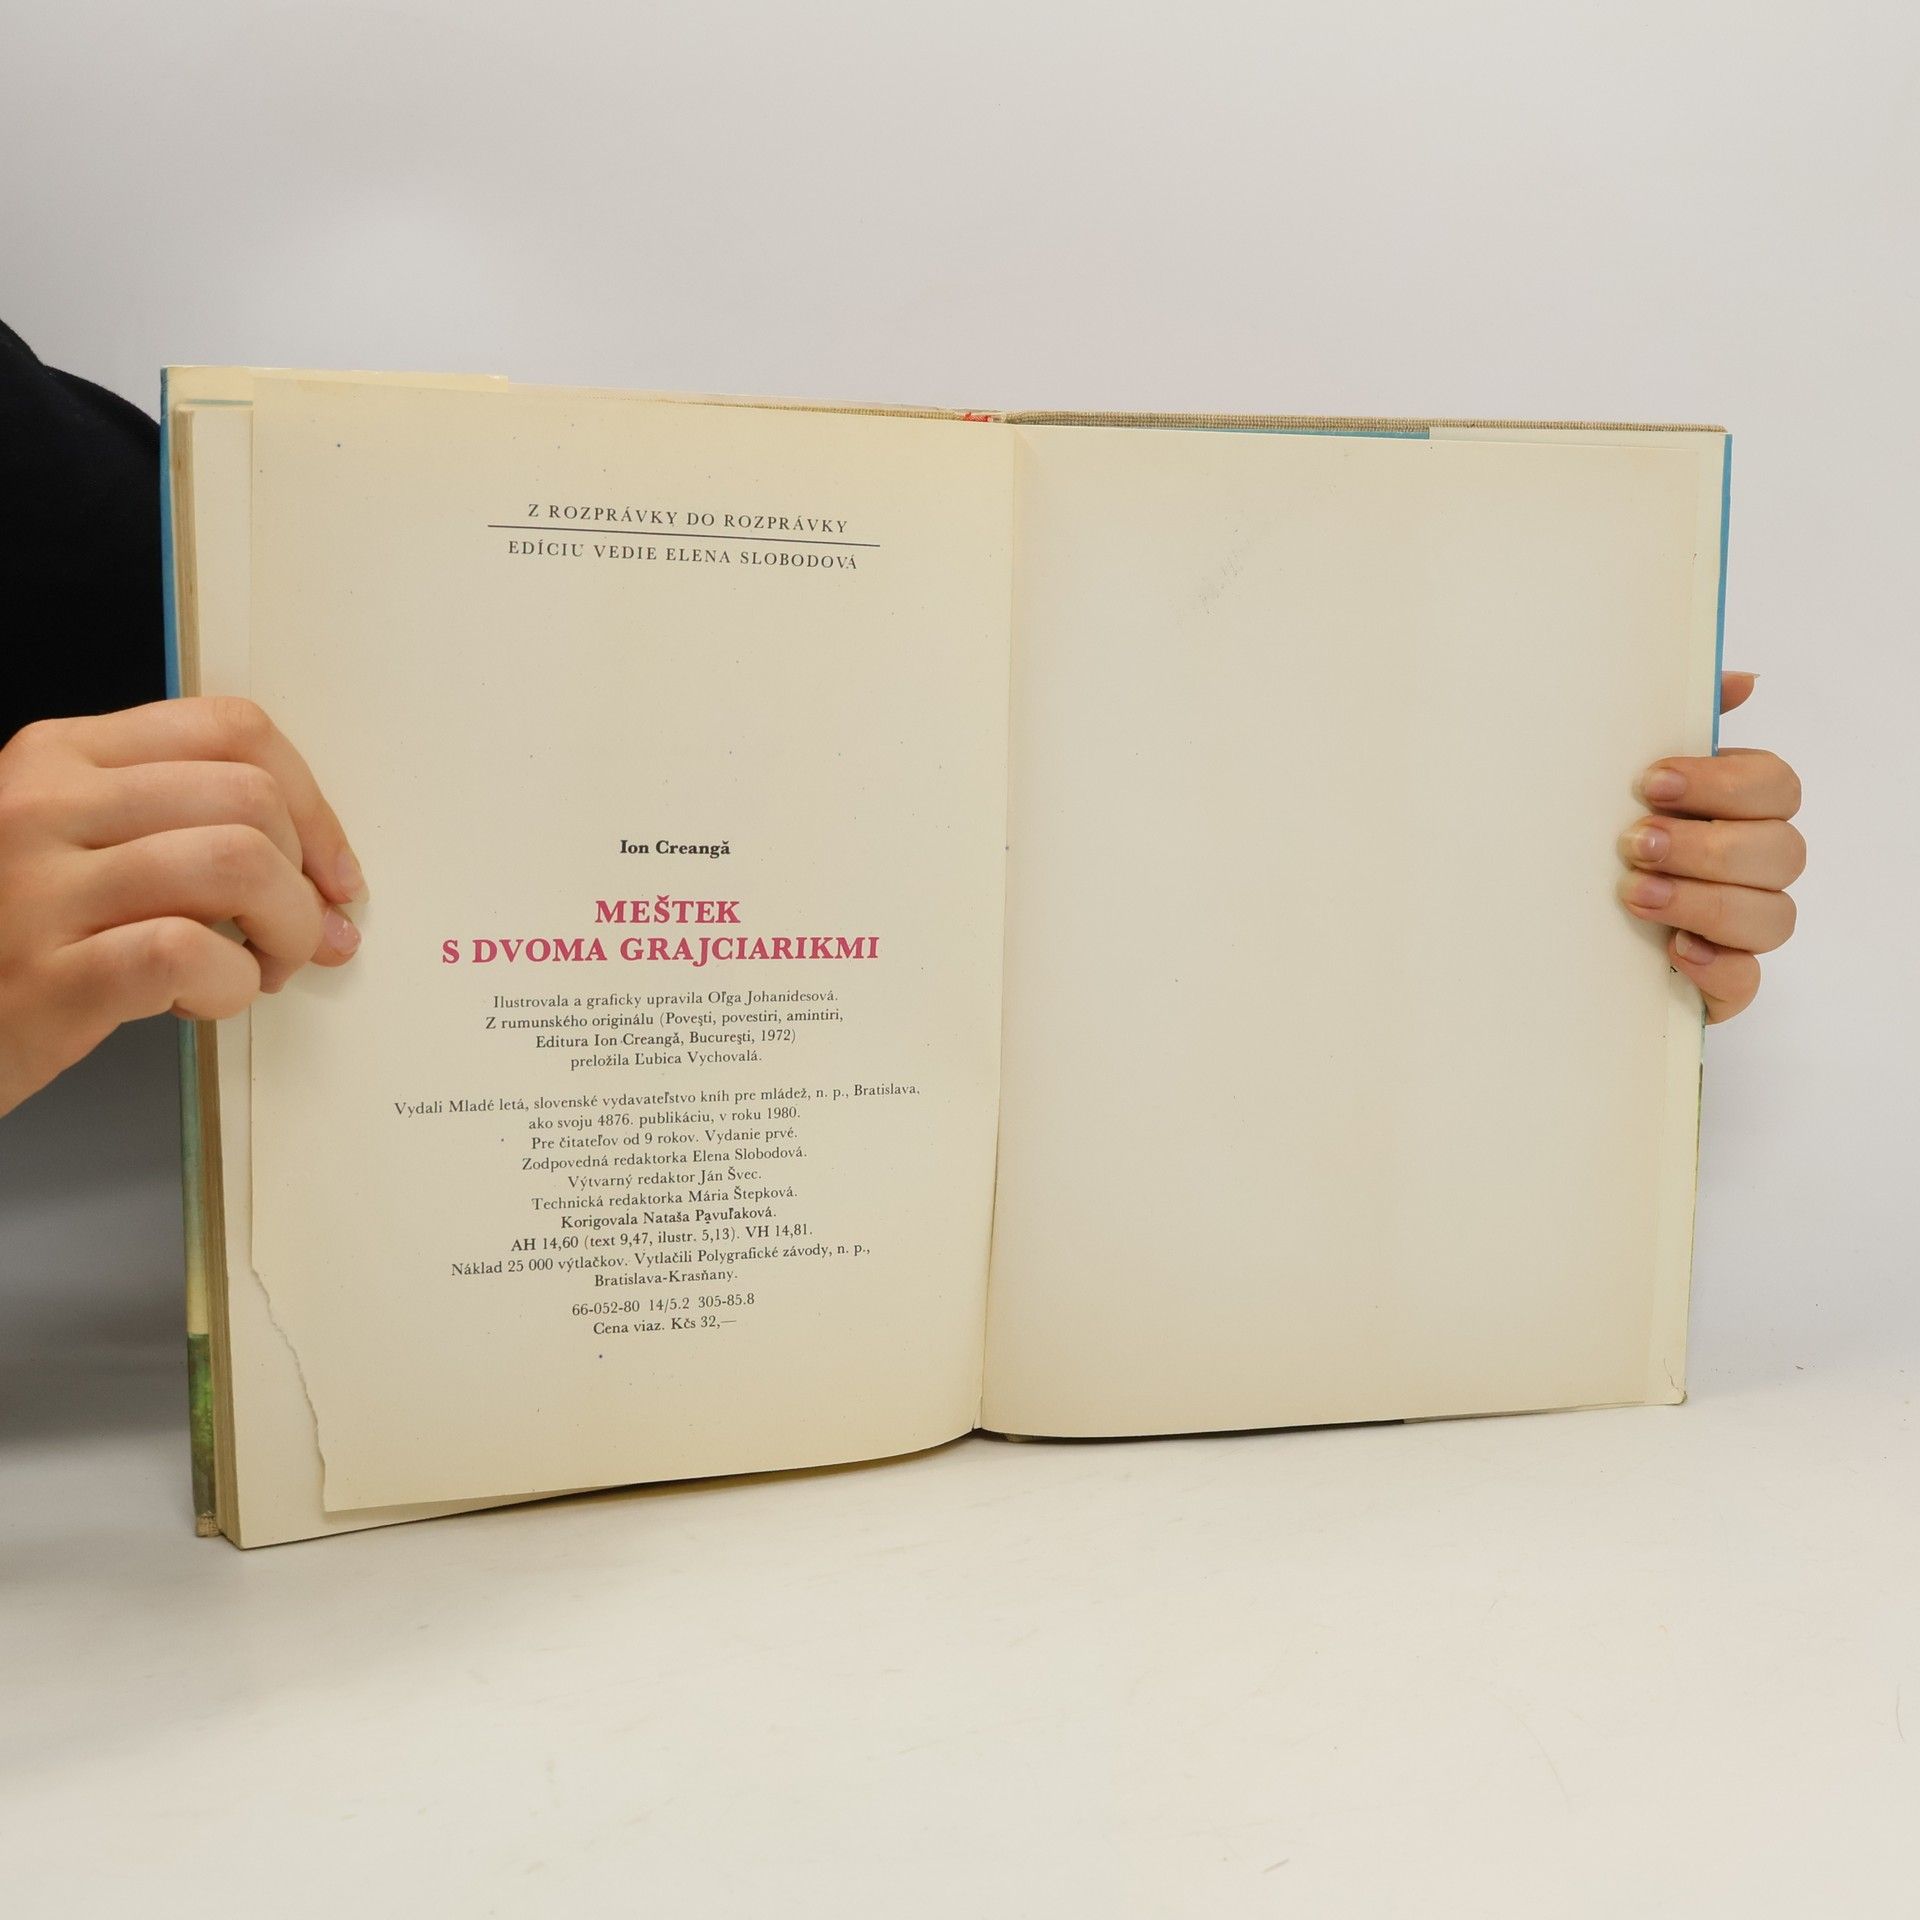 Z ROZPRÁVKY DO ROZPRÁVKY
EDÍCIU VEDIE ELENA SLOBODOVÁ
Ion Creangă
MEŠTEK
S DVOMA GRAJCIARIKMI
Ilustrovala a graficky upravila Oľga Johanidesová.
Z rumunského originálu (Poveşti, povestiri, amintiri,
Editura Ion Creangă, Bucureşti, 1972)
preložila Ľubica Vychovalá.
Vydali Mladé letá, slovenské vydavateľstvo kníh pre mládež, n. p., Bratislava,
ako svoju 4876. publikáciu, v roku 1980.
Pre čitateľov od 9 rokov. Vydanie prvé.
Zodpovedná redaktorka Elena Slobodová.
Výtvarný redaktor Ján Švec.
Technická redaktorka Mária Štepková.
Korigovala Nataša Pavuľaková.
AH 14,60 (text 9,47, ilustr. 5,13). VH 14,81.
Náklad 25 000 výtlačkov. Vytlačili Polygrafické závody, n. p.,
Bratislava-Krasňany.
66-052-80 14/5.2 305-85.8
Cena viaz. Kčs 32,—